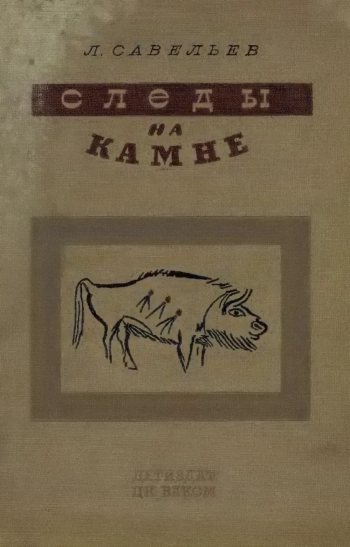 Л. САВЕЛЬЕВ
СЛЕДЫ
НА
КАМНЕ
ДЕТИЗДАТ
ЦК ВЛКСМ